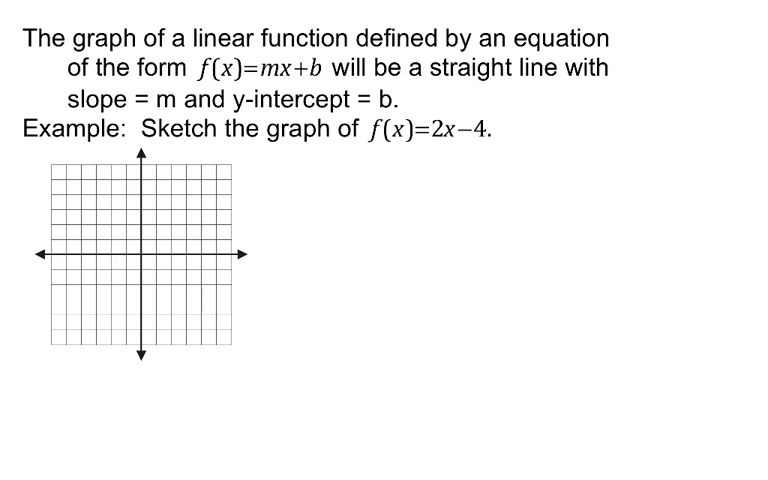 The graph of a linear function defined by an equation
of the form f(x)=mx+b will be a straight line with
slope = m and y-intercept = b.
Example:  Sketch the graph of f(x)=2x−4.